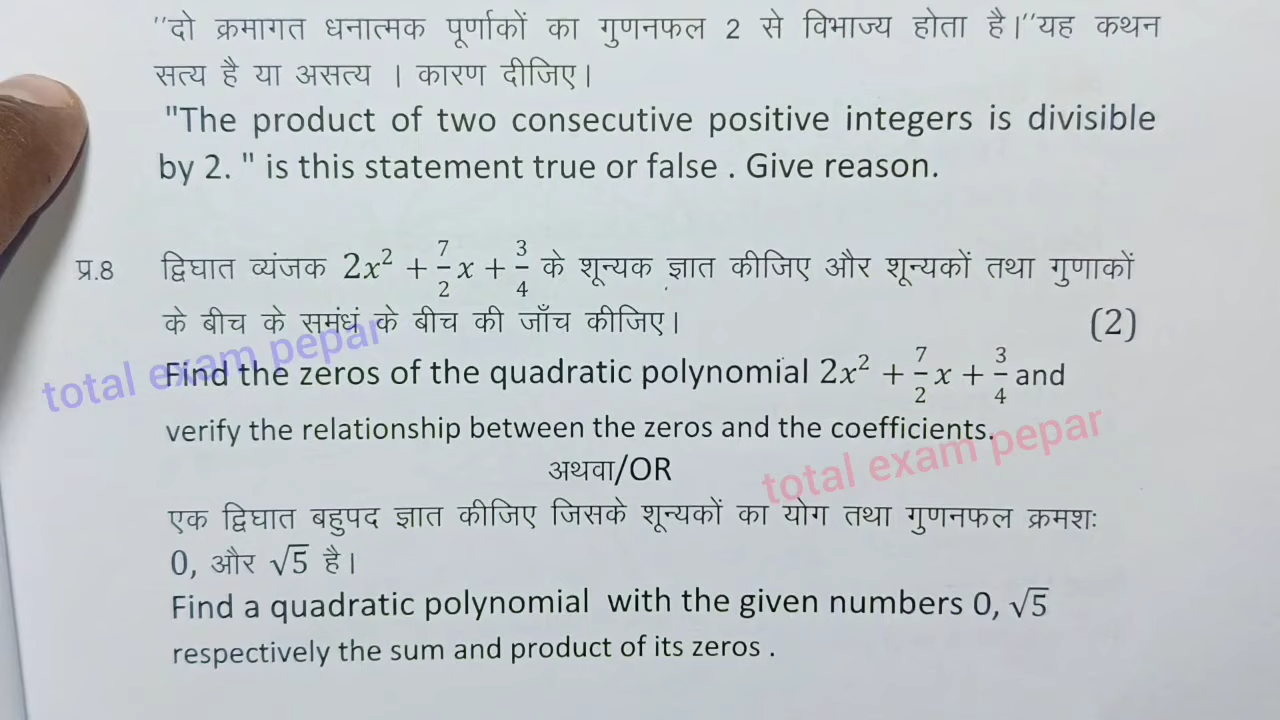 "दो क्रमागत धनात्मक पूर्णाकों का गुणनफल 2 से विभाज्य होता है।"यह कथन
सत्य है या असत्य । कारण दीजिए।
"The product of two consecutive positive integers is divisible
by 2. " is this statement true or false . Give reason.
प्र.8 द्विघात व्यंजक 2x² + 7/2 x + 3/4 के शून्यक ज्ञात कीजिए और शून्यकों तथा गुणाकों
के बीच के समंधं के बीच की जाँच कीजिए। (2)
total exam pepar
Find the zeros of the quadratic polynomial 2x² + 7/2 x + 3/4 and
verify the relationship between the zeros and the coefficients.
total exam pepar
अथवा/OR
एक द्विघात बहुपद ज्ञात कीजिए जिसके शून्यकों का योग तथा गुणनफल क्रमशः
0, और √5 है।
Find a quadratic polynomial with the given numbers 0, √5
respectively the sum and product of its zeros .